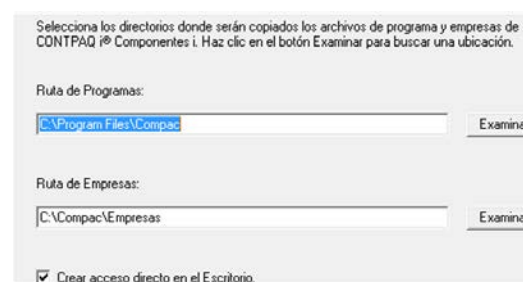 Selecciona los directorios donde serán copiados los archivos de programa y empresas de
CONTPAQ i® Componentes i. Haz clic en el botón Examinar para buscar una ubicación.
Ruta de Programas:
C:\Program Files\Compac
Examina
Ruta de Empresas:
C:\Compac\Empresas
Examina
Crear acceso directo en el Escritorio.